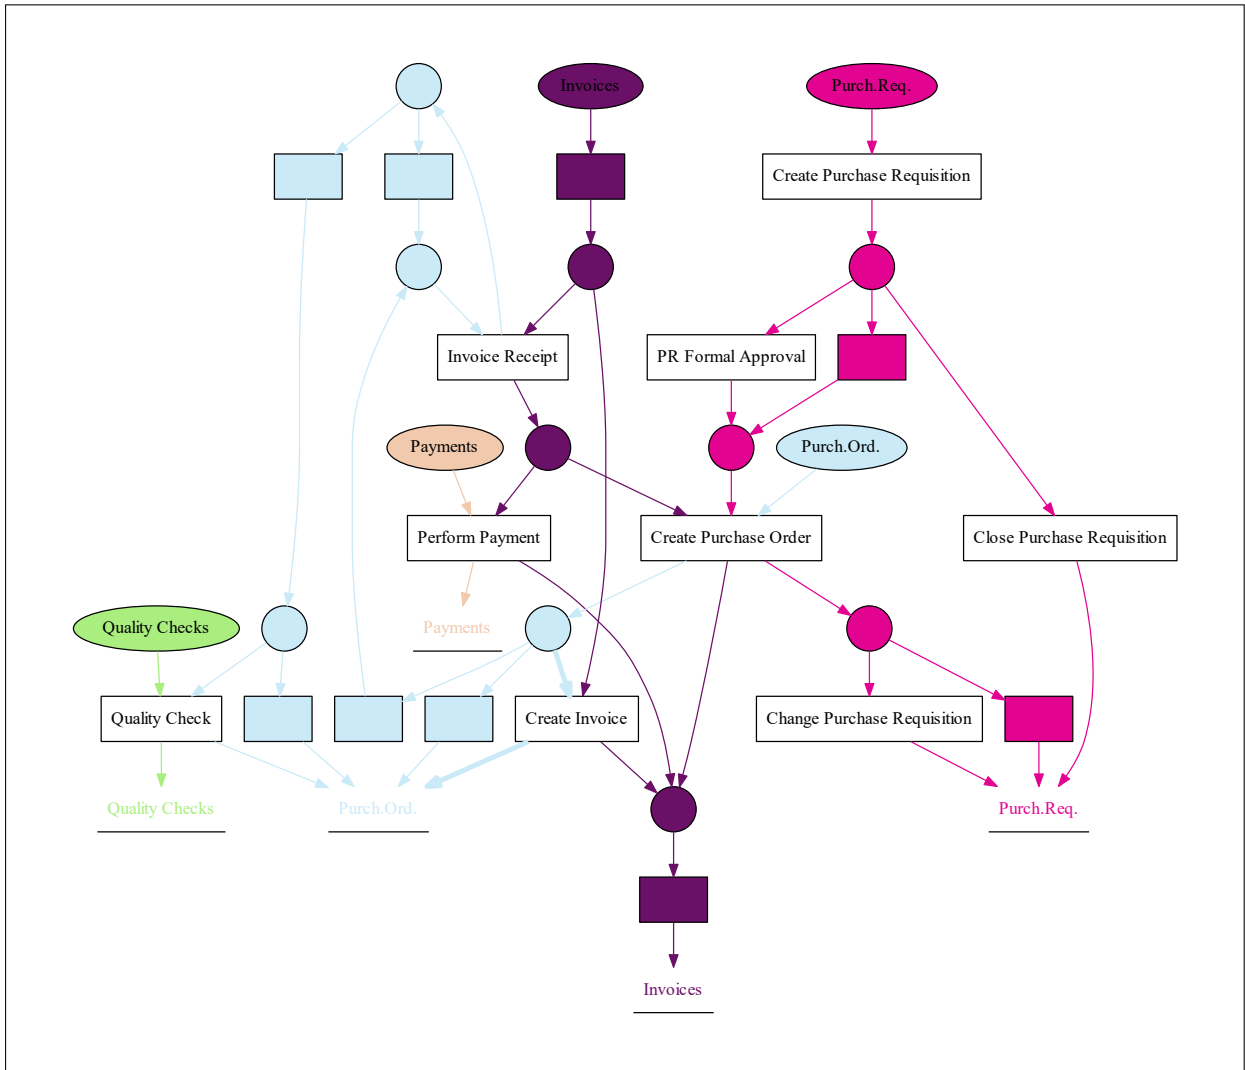 Invoices
Purch.Req.
Create Purchase Requisition
Invoice Receipt
PR Formal Approval
Payments
Purch.Ord.
Perform Payment
Create Purchase Order
Close Purchase Requisition
Quality Checks
Payments
Quality Check
Create Invoice
Change Purchase Requisition
Quality Checks
Purch.Ord.
Purch.Req.
Invoices